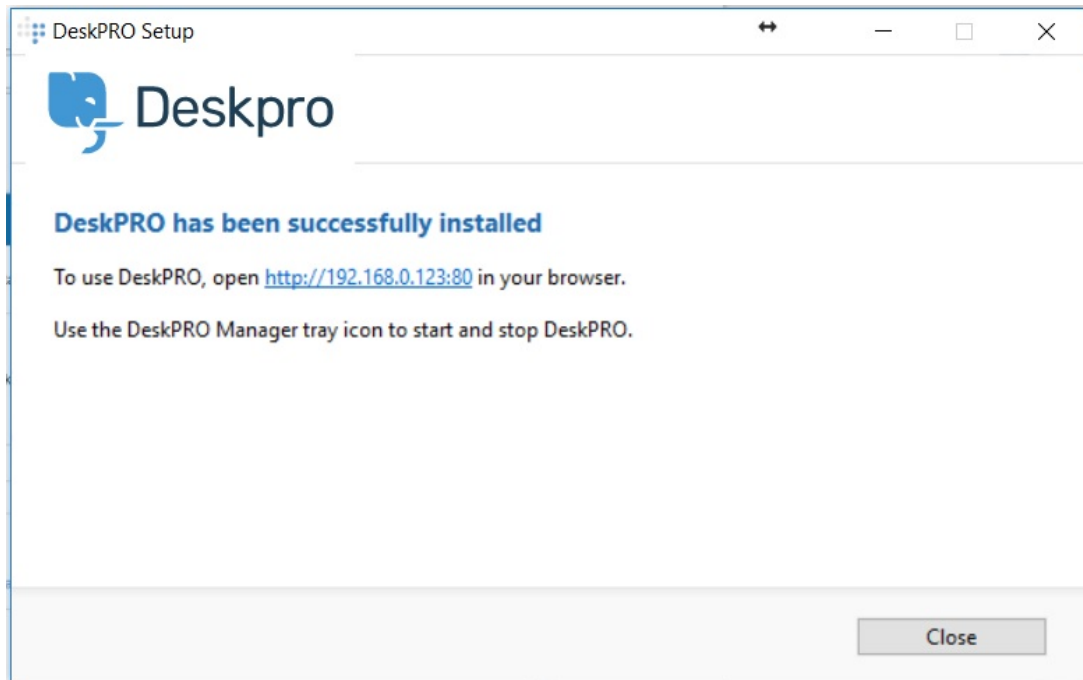 DeskPRO Setup
Deskpro
DeskPRO has been successfully installed
To use DeskPRO, open http://192.168.0.123:80 in your browser.
Use the DeskPRO Manager tray icon to start and stop DeskPRO.
Close